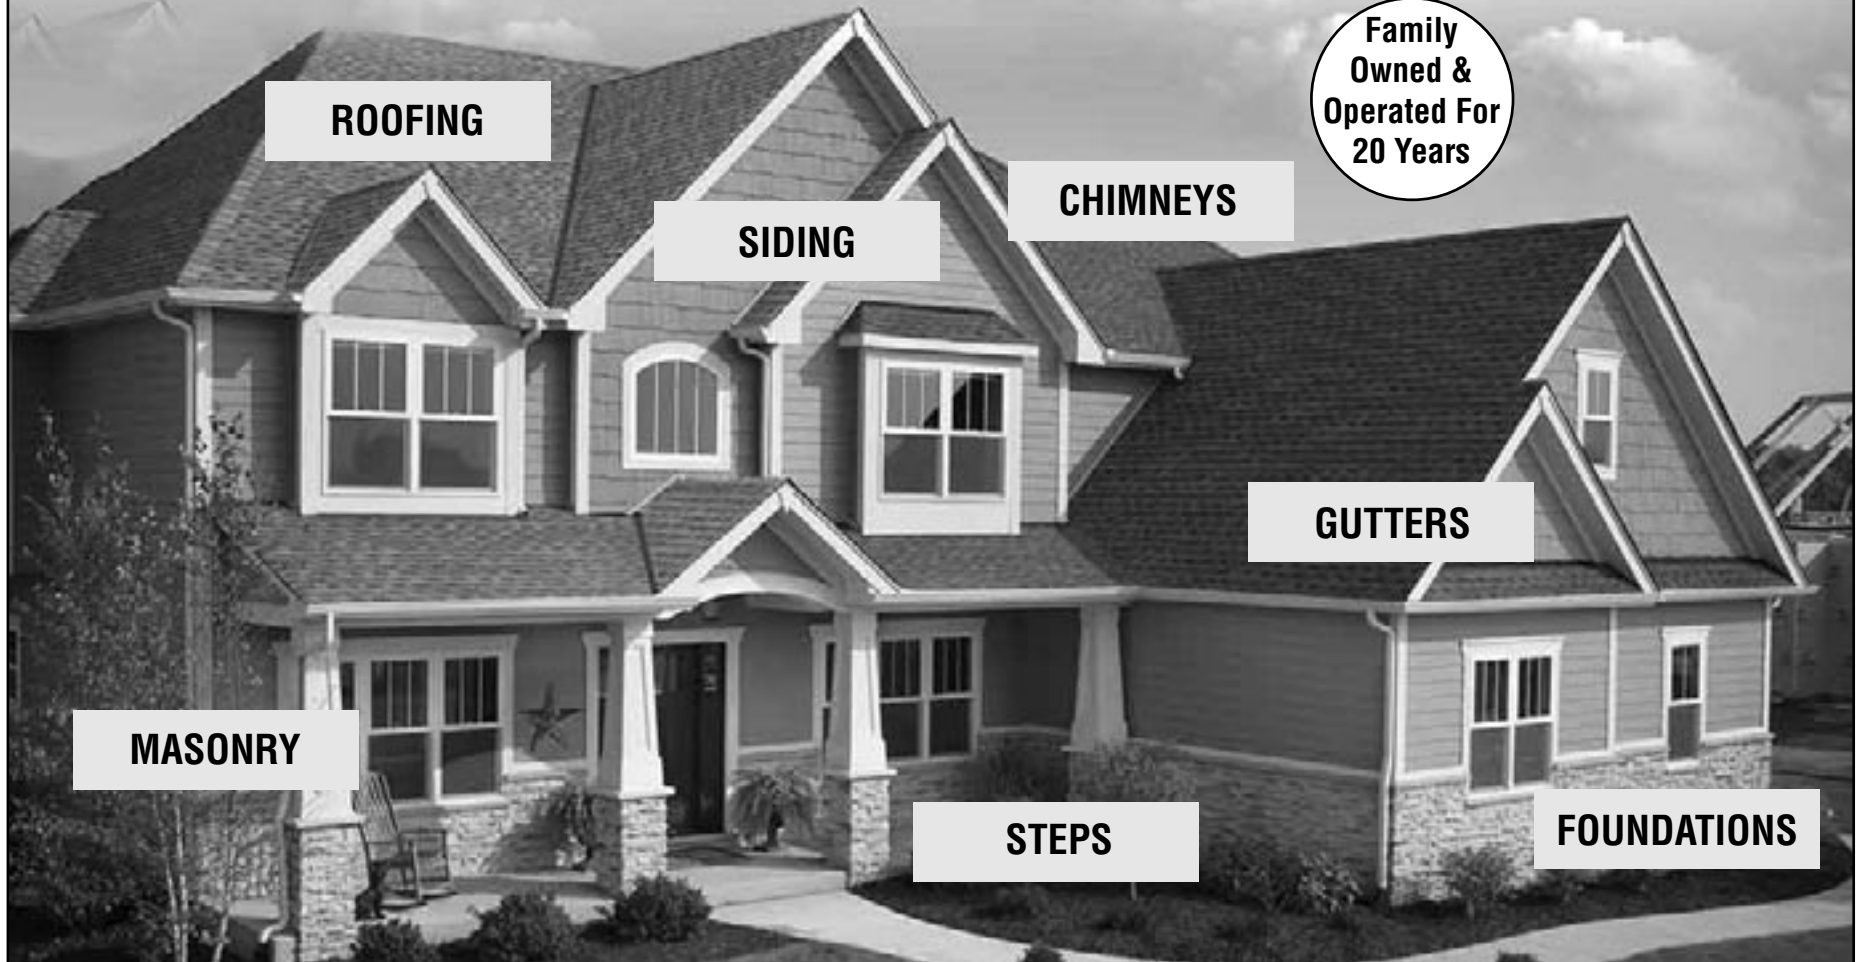 Family
Owned &
Operated For
20 Years
ROOFING
CHIMNEYS
SIDING
GUTTERS
MASONRY
STEPS
FOUNDATIONS